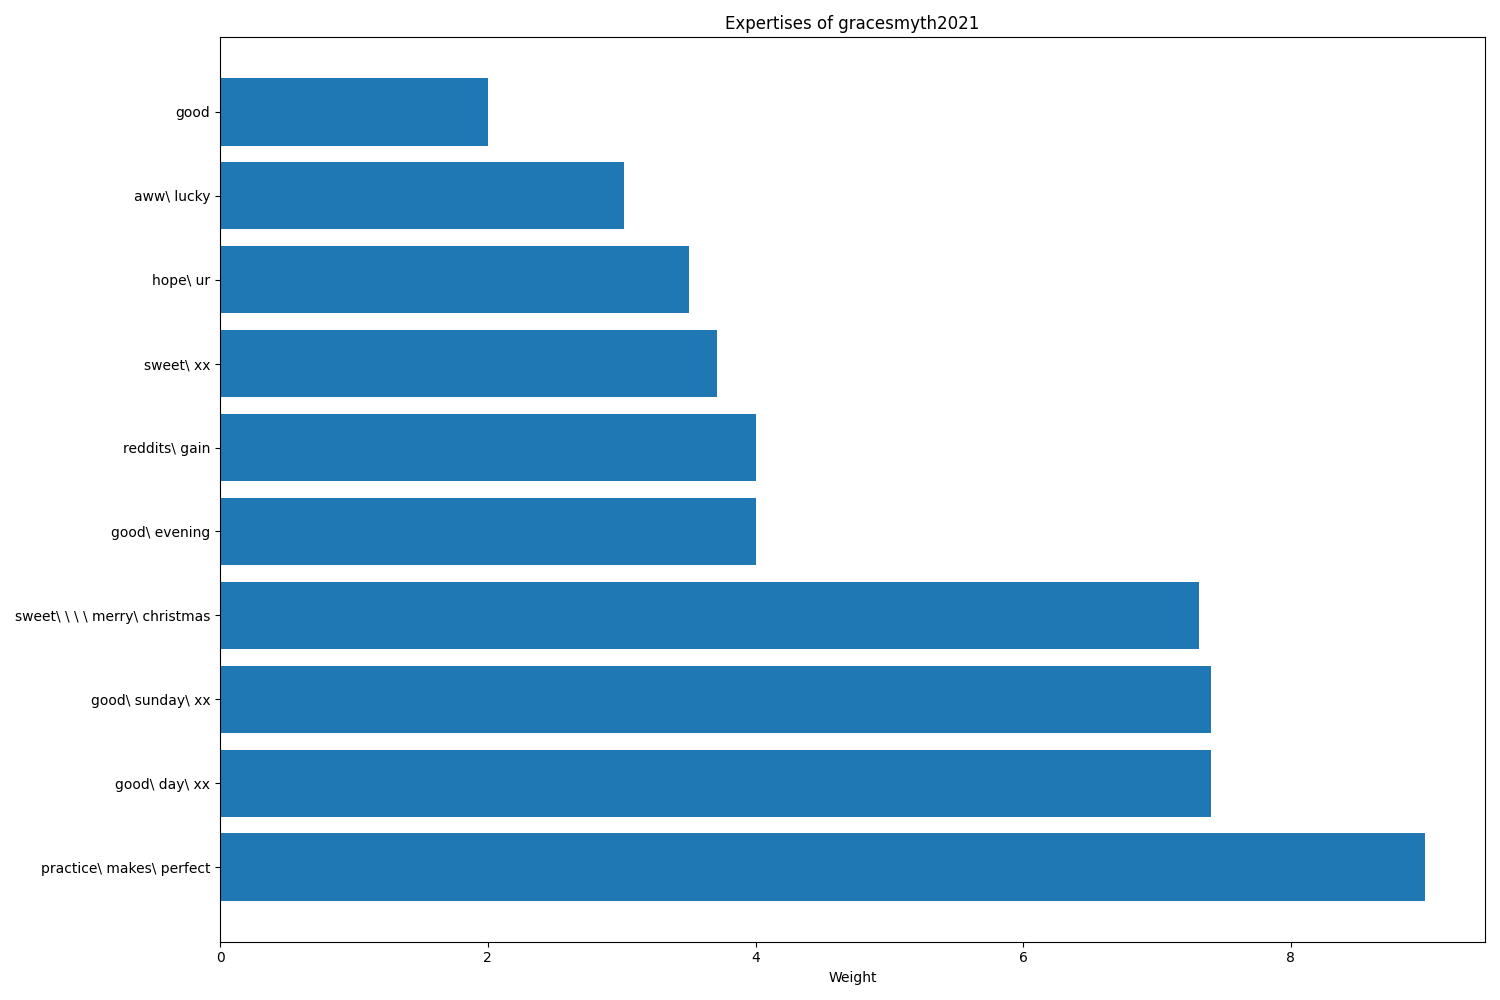 Expertises of gracesmyth2021
good
aww\ lucky
hope\ ur
sweet\ xx
reddits\ gain
good\ evening
sweet\ \ \ \ merry\ christmas
good\ sunday\ xx
good\ day\ xx
practice\ makes\ perfect
0 2 4 6 8
Weight